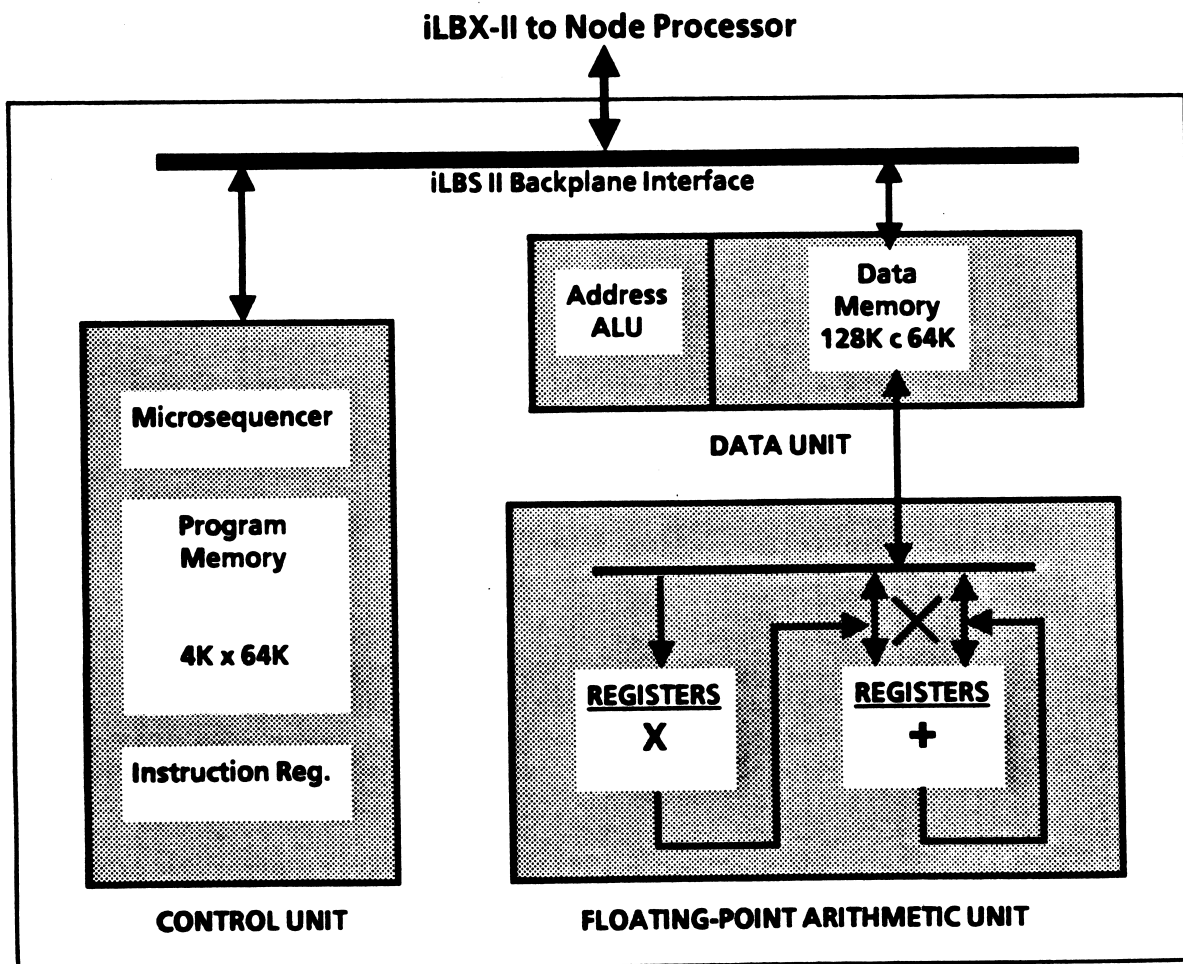 iLBX-II to Node Processor
iLBS II Backplane Interface
Address
ALU
Data
Memory
128K c 64K
DATA UNIT
Microsequencer
Program
Memory
4K x 64K
Instruction Reg.
CONTROL UNIT
REGISTERS
X
REGISTERS
+
FLOATING-POINT ARITHMETIC UNIT